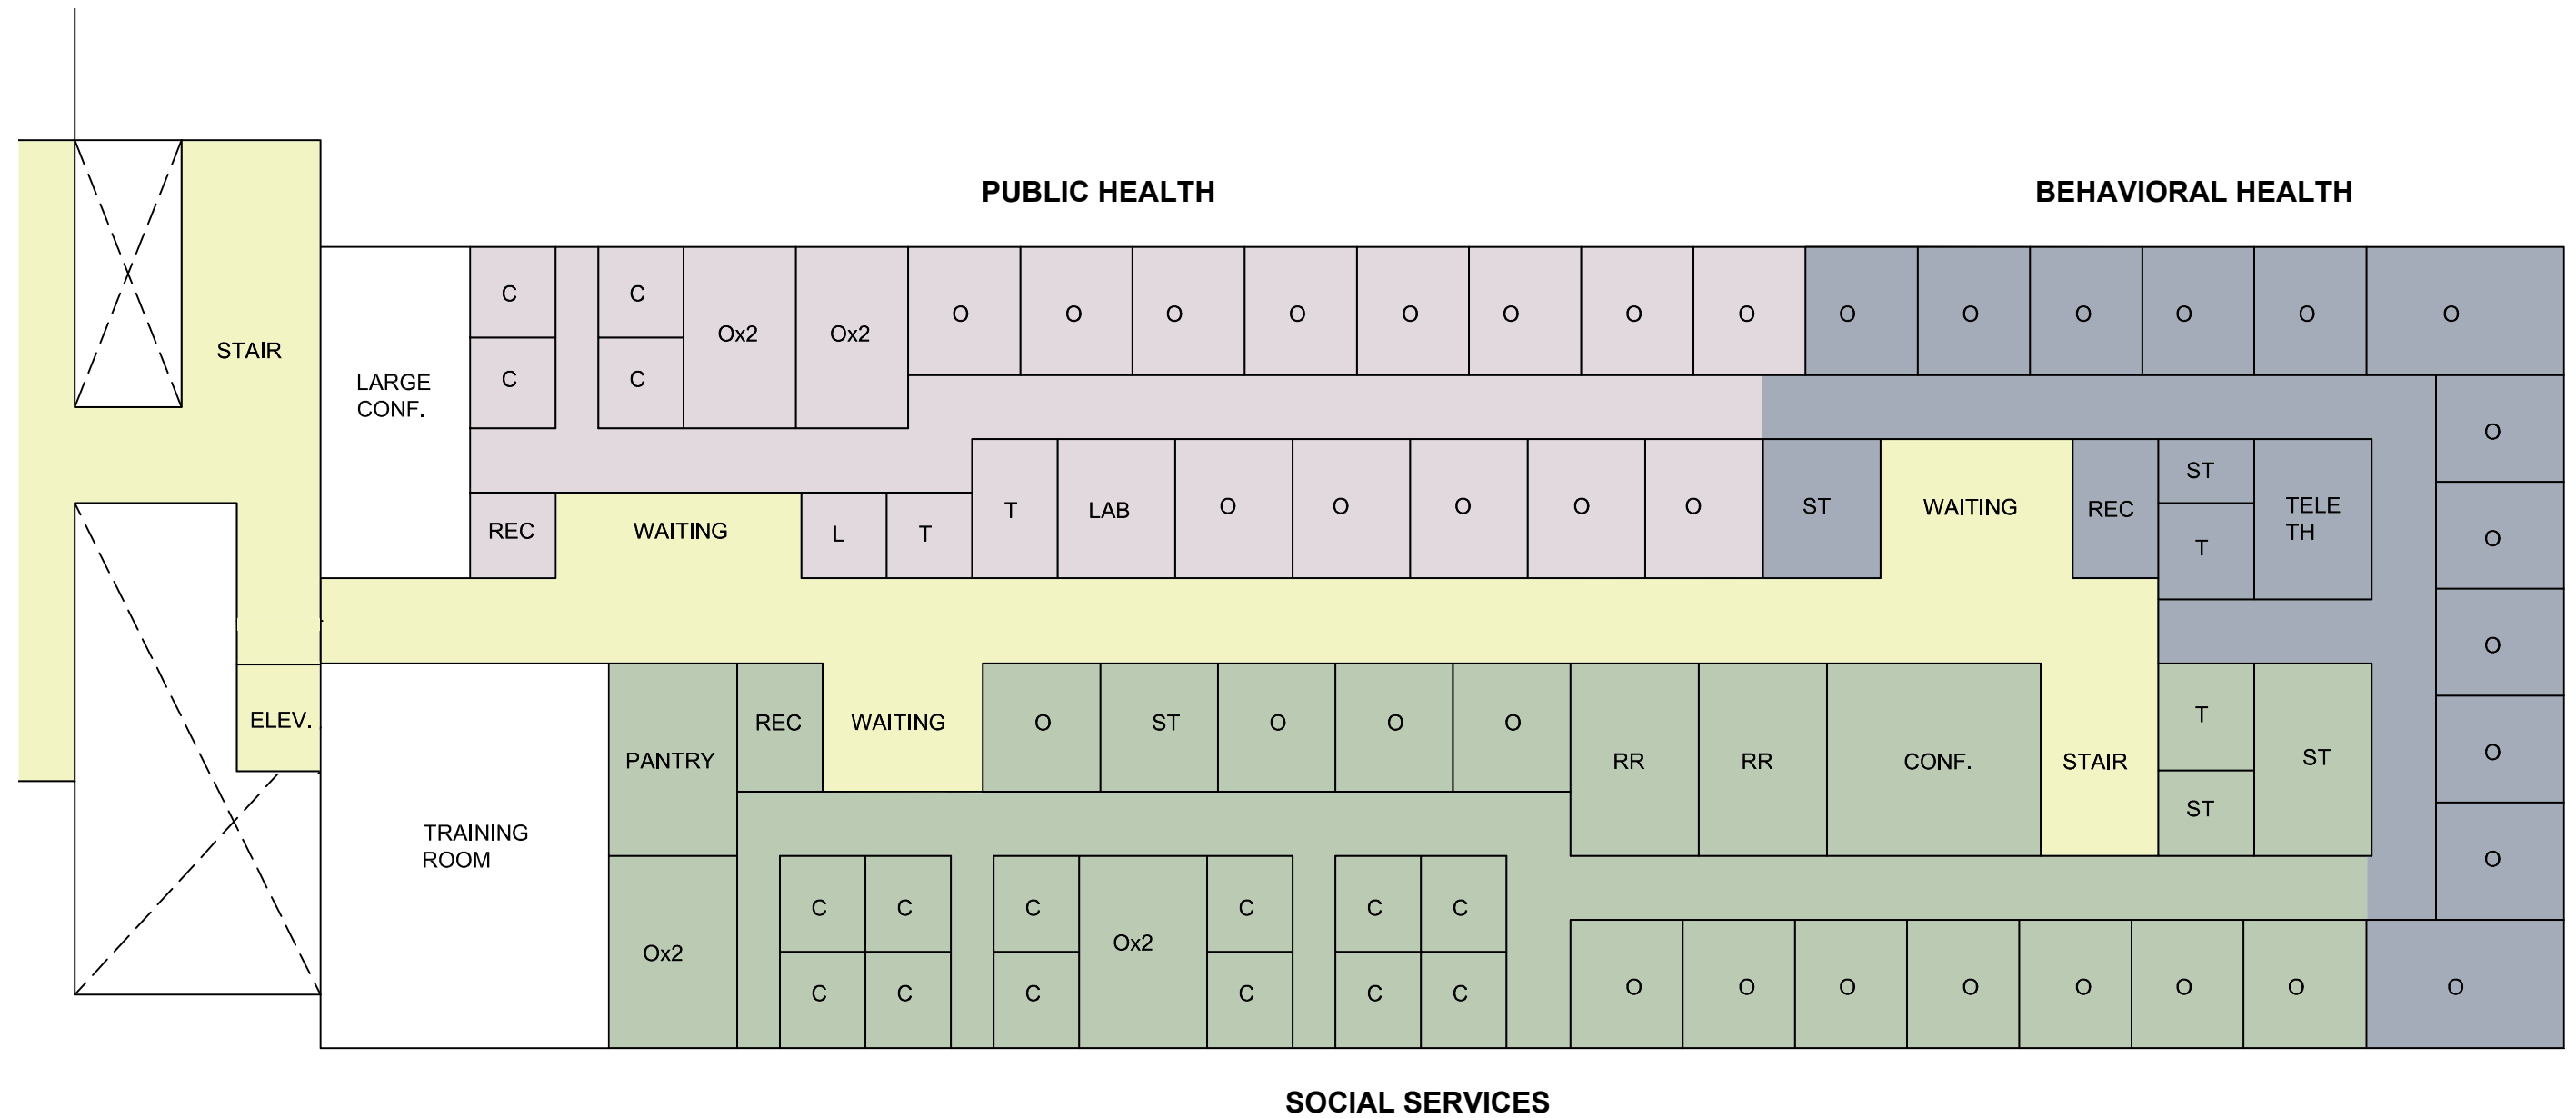 PUBLIC HEALTH
BEHAVIORAL HEALTH
C
C
Ox2
Ox2
O
O
O
O
O
O
O
O
O
O
O
O
O
O
STAIR
LARGE
CONF.
C
C
O
REC
WAITING
L
T
T
LAB
O
O
O
O
O
ST
WAITING
REC
ST
T
TELE
TH
O
O
ELEV.
TRAINING
ROOM
PANTRY
REC
WAITING
O
ST
O
O
O
RR
RR
CONF.
STAIR
T
ST
ST
O
O
Ox2
C
C
C
Ox2
C
C
C
C
C
C
C
C
C
O
O
O
O
O
O
O
O
SOCIAL SERVICES